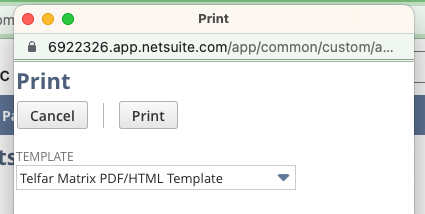 Print
6922326.app.netsuite.com/app/common/custom/a...
Print
Cancel
Print
TEMPLATE
Telfar Matrix PDF/HTML Template